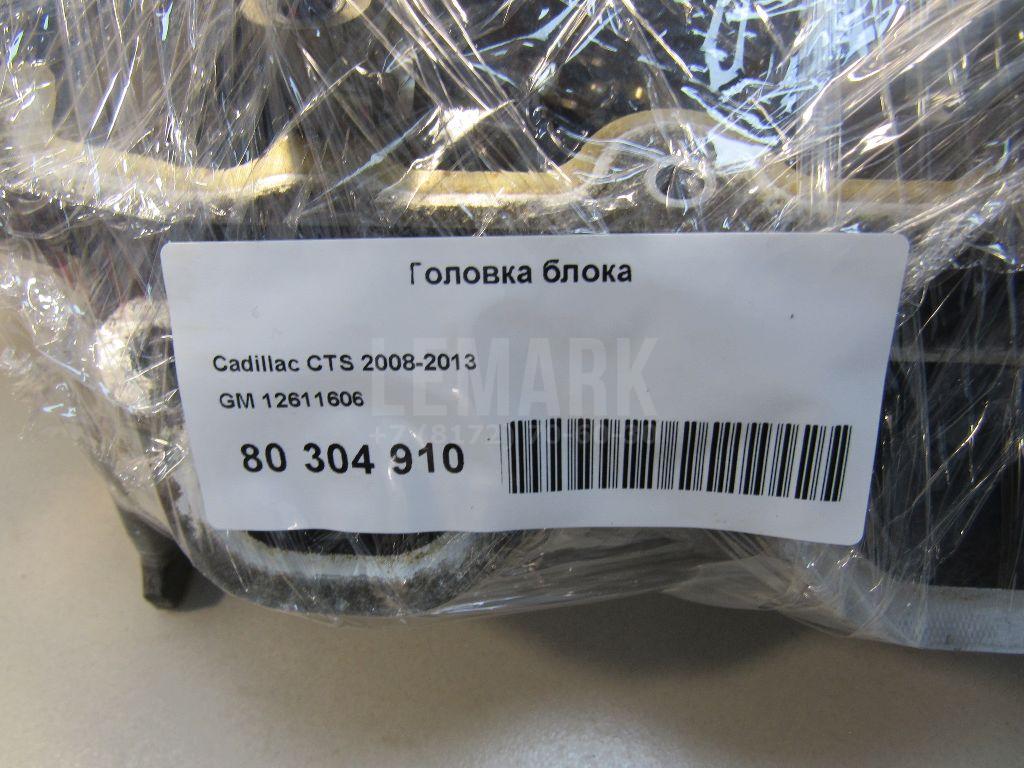 Головка блока
Cadillac CTS 2008-2013
LEMARK
GM 12611606
80 304 910